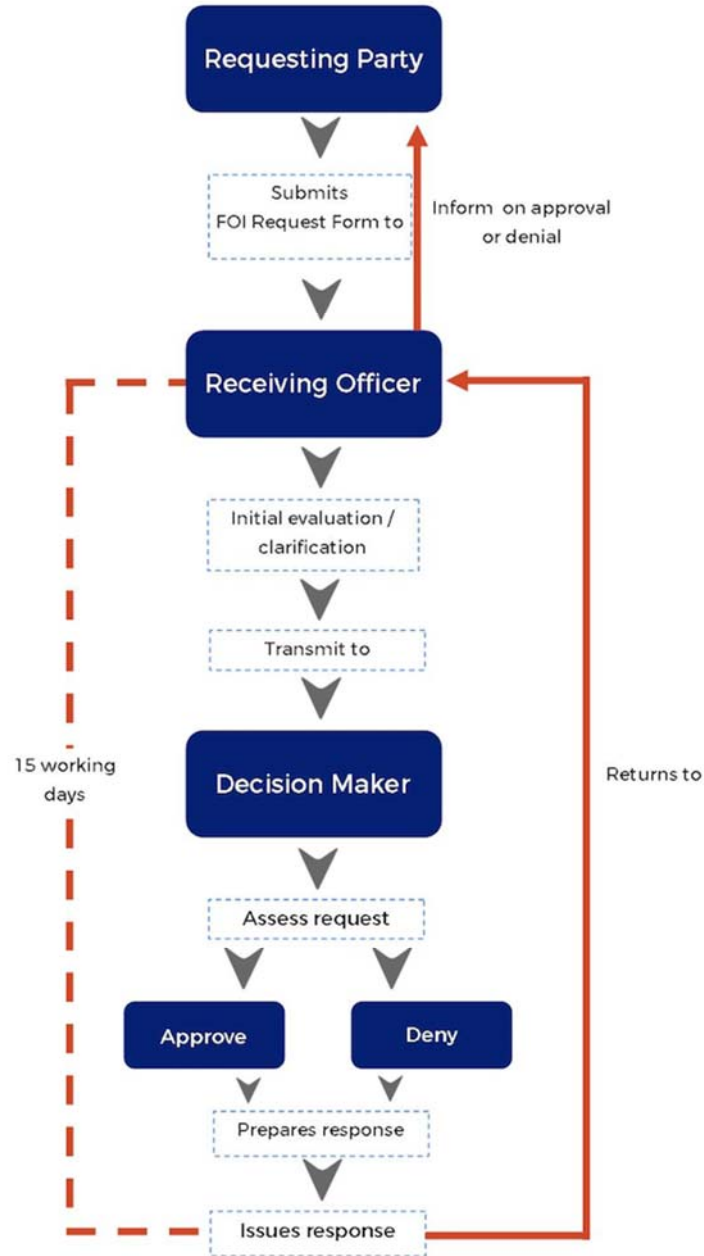 Requesting Party
Submits
FOI Request Form to
Inform on approval
or denial
Receiving Officer
Initial evaluation /
clarification
Transmit to
Decision Maker
15 working
days
Returns to
Assess request
Approve
Deny
Prepares response
Issues response